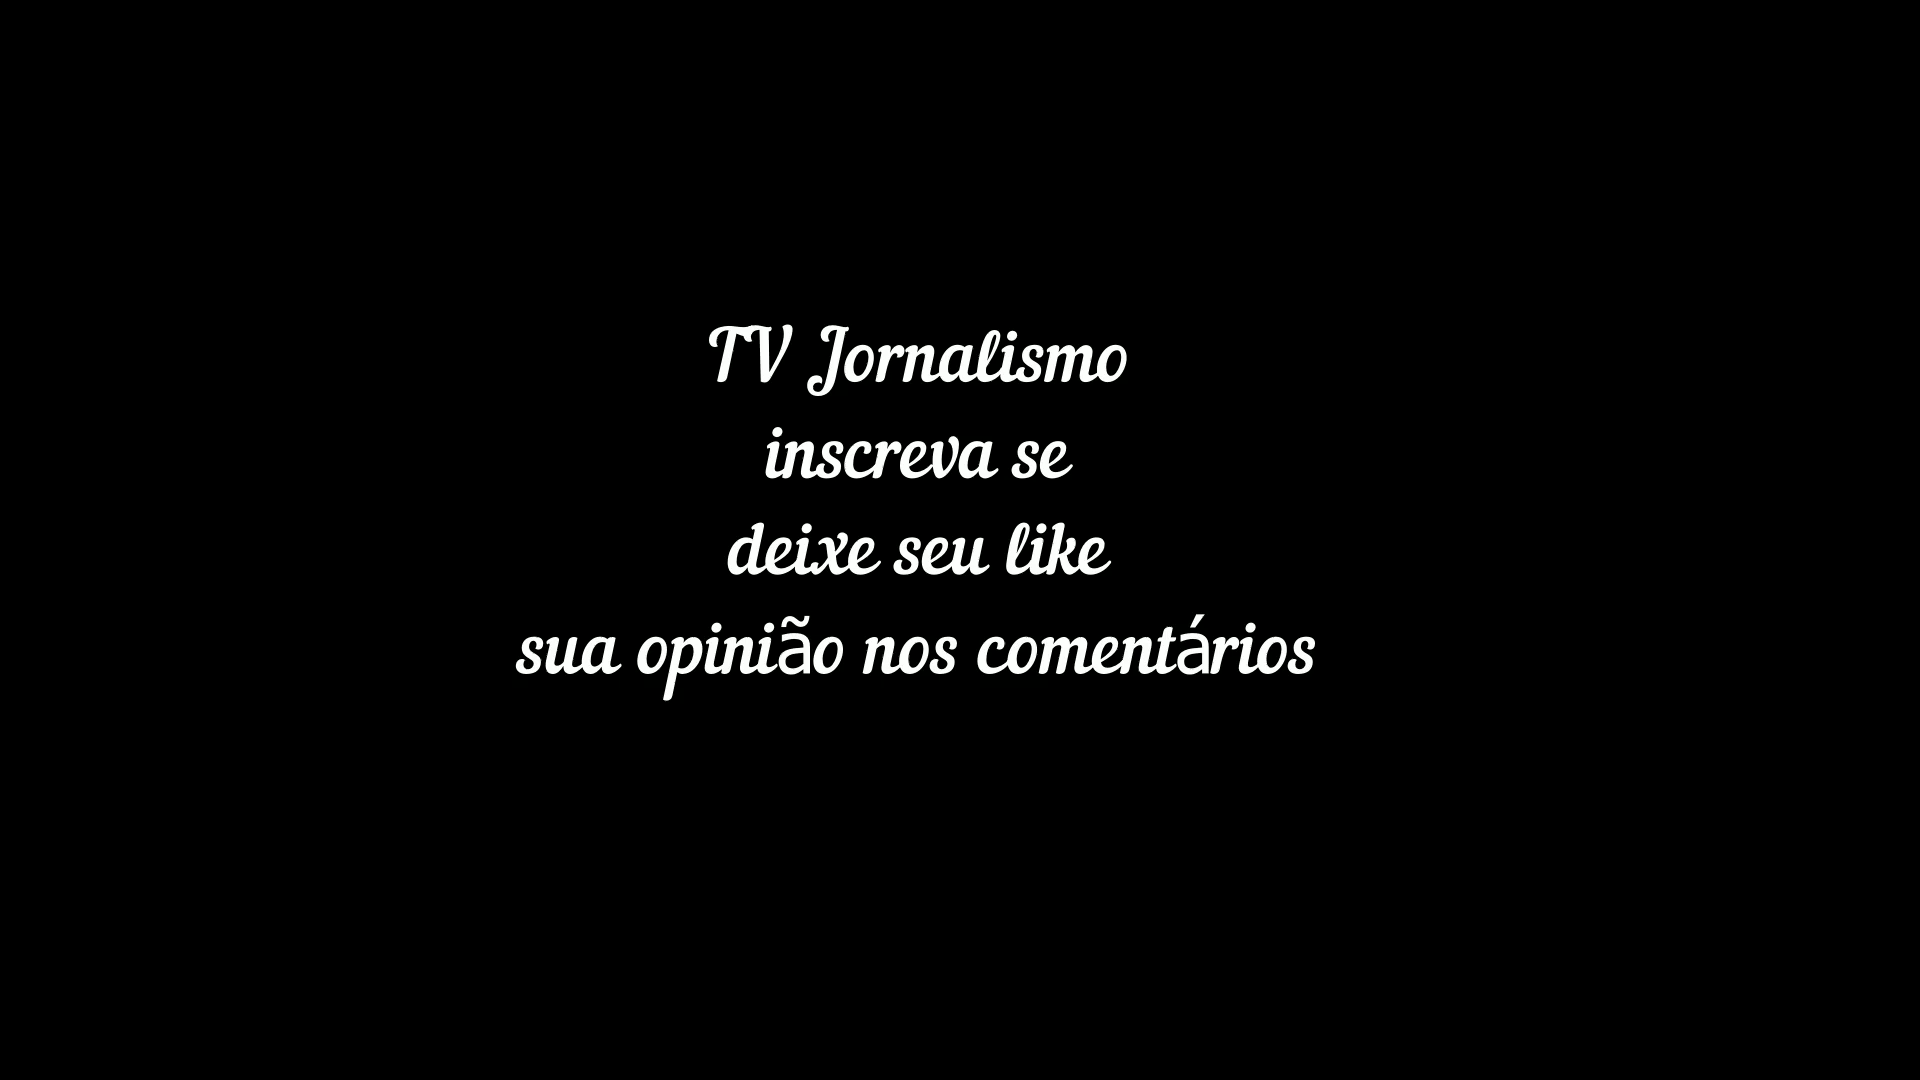 TV Jornalismo
inscreva se
deixe seu like
sua opinião nos comentários